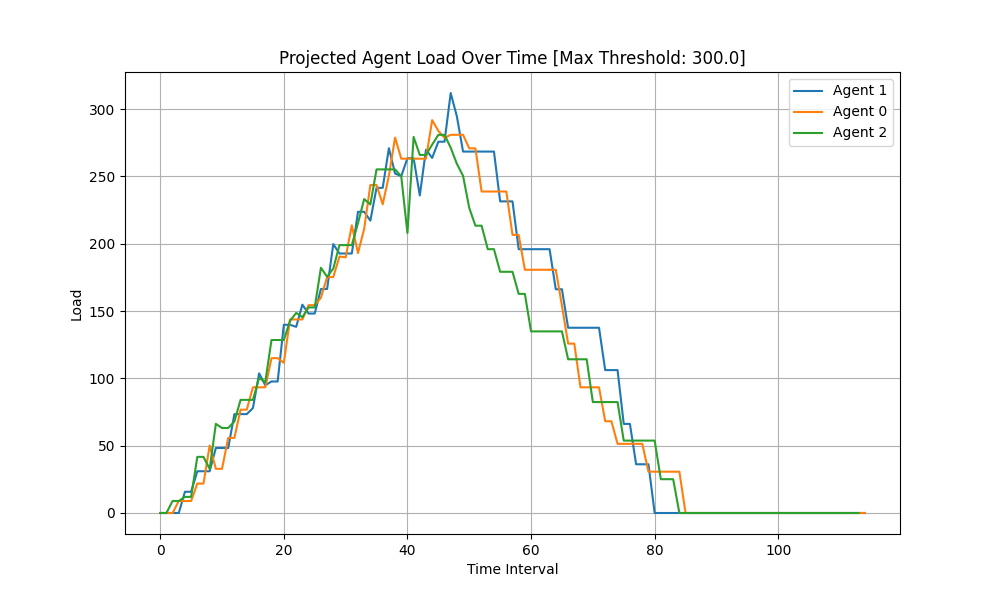 Projected Agent Load Over Time [Max Threshold: 300.0]
Agent 1
Agent 0
Agent 2
Load
300
250
200
150
100
50
0
0 20 40 60 80 100
Time Interval